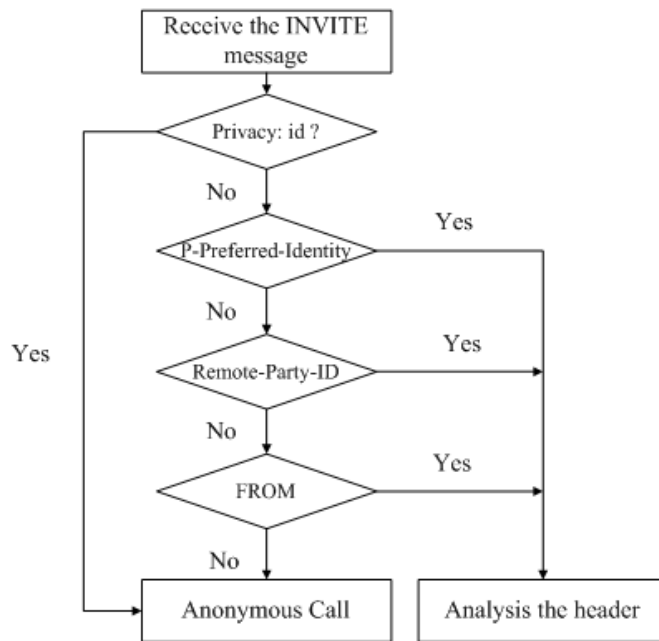 Receive the INVITE
message
Privacy: id ?
No
Yes
P-Preferred-Identity
No
Yes
Yes
Remote-Party-ID
No
Yes
FROM
No
Anonymous Call
Analysis the header